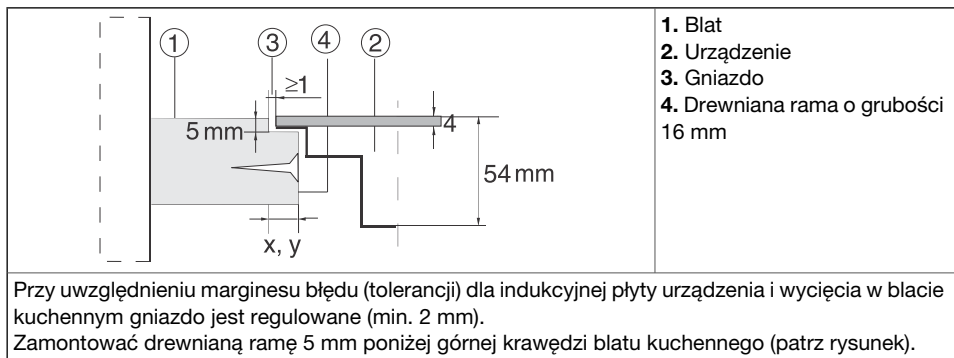 1 3 4 2
≥1
5 mm
4
54 mm
x, y
1. Blat
2. Urządzenie
3. Gniazdo
4. Drewniana rama o grubości
16 mm
Przy uwzględnieniu marginesu błędu (tolerancji) dla indukcyjnej płyty urządzenia i wycięcia w blacie
kuchennym gniazdo jest regulowane (min. 2 mm).
Zamontować drewnianą ramę 5 mm poniżej górnej krawędzi blatu kuchennego (patrz rysunek).